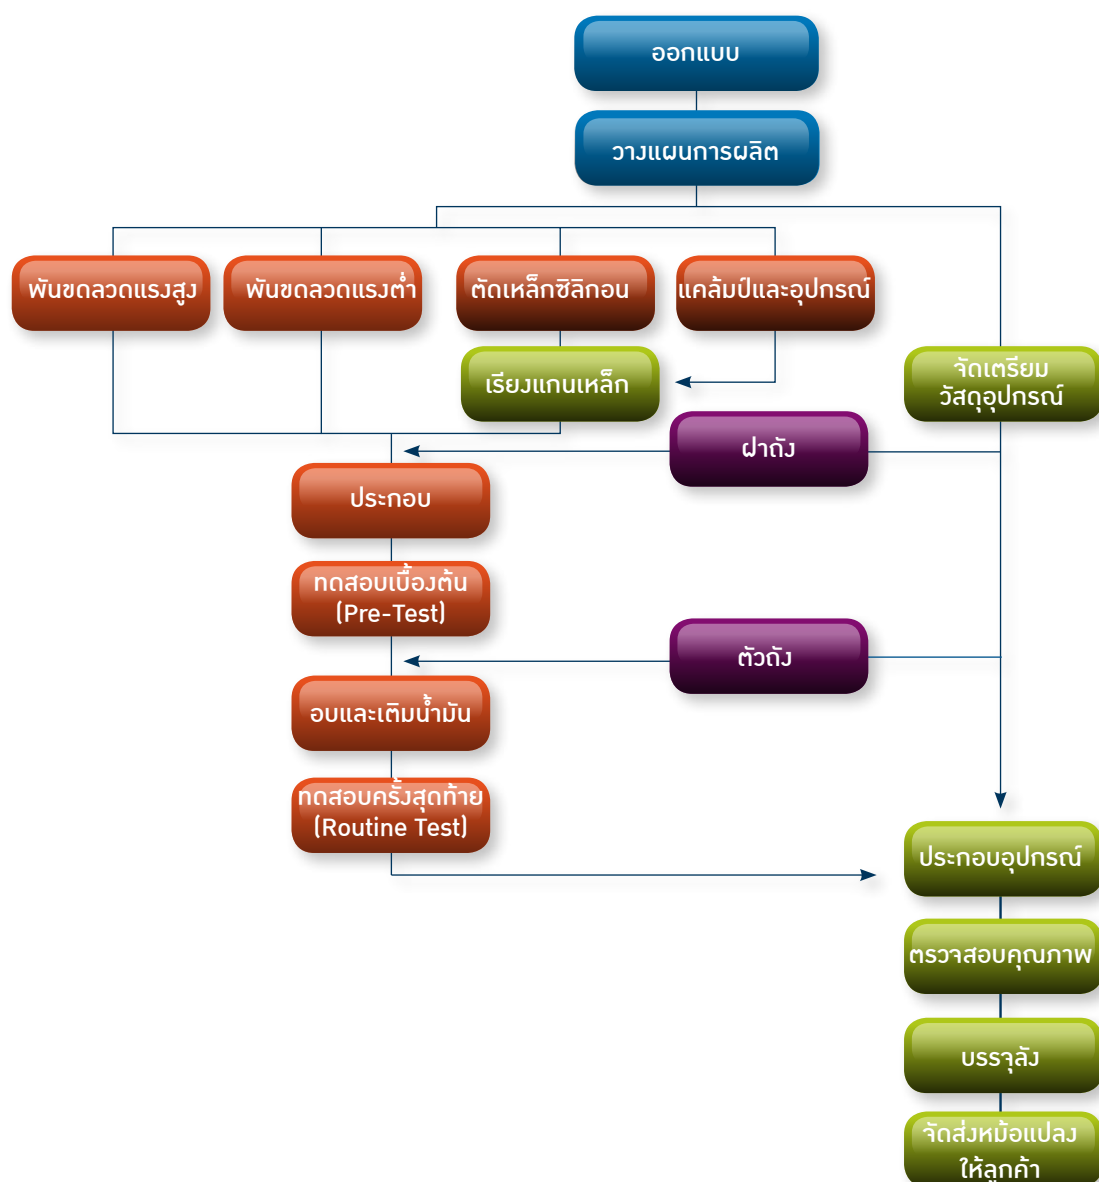 ออกแบบ
วางแผนการผลิต
พันขดลวดแรงสูง
พันขดลวดแรงต่ำ
ตัดเหล็กซิลิกอน
แคล้มป์และอุปกรณ์
เรียงแกนเหล็ก
จัดเตรียม
วัสดุอุปกรณ์
ฝาถัง
ประกอบ
ทดสอบเบื้องต้น
(Pre-Test)
ตัวถัง
อบและเติมน้ำมัน
ทดสอบครั้งสุดท้าย
(Routine Test)
ประกอบอุปกรณ์
ตรวจสอบคุณภาพ
บรรจุลัง
จัดส่งหม้อแปลง
ให้ลูกค้า